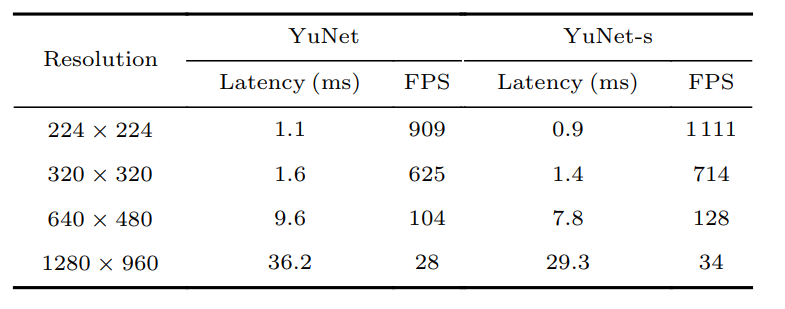 Resolution YuNet YuNet-s
Latency (ms) FPS Latency (ms) FPS
224 × 224 1.1 909 0.9 1 111
320 × 320 1.6 625 1.4 714
640 × 480 9.6 104 7.8 128
1280 × 960 36.2 28 29.3 34